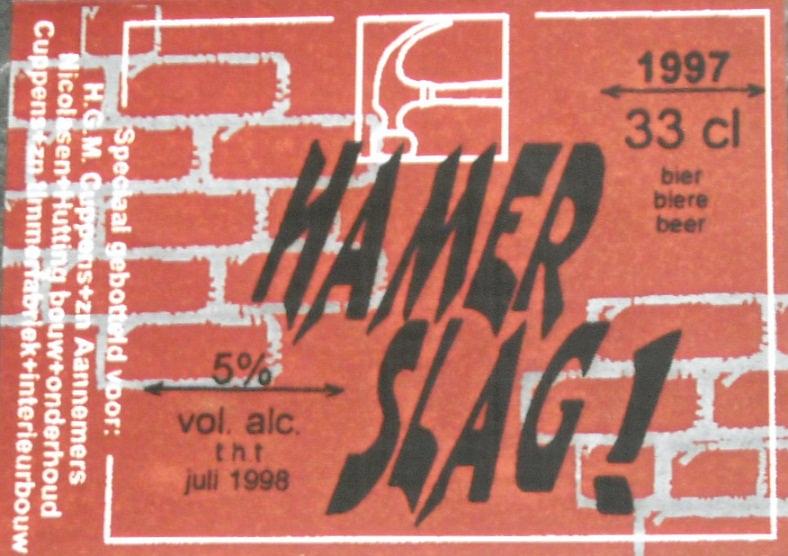 1997
33 cl
bier
biere
beer
HAMER
SLAG!
5%
vol. alc.
t h t
juli 1998
Speciaal gebotteld voor:
H.G.M. Cuppens+zn Aannemers
Nicolasen+Hutting bouw+onderhoud
Cuppens+zn timmerfabriek+interieurbouw